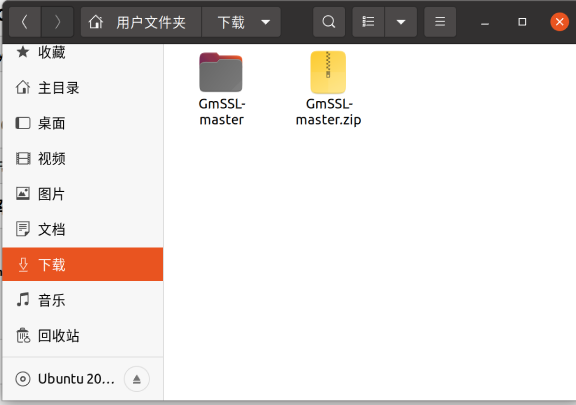 用户文件夹
下载
收藏
主目录
桌面
视频
图片
文档
下载
音乐
回收站
Ubuntu 20...
GmSSL-
master
GmSSL-
master.zip